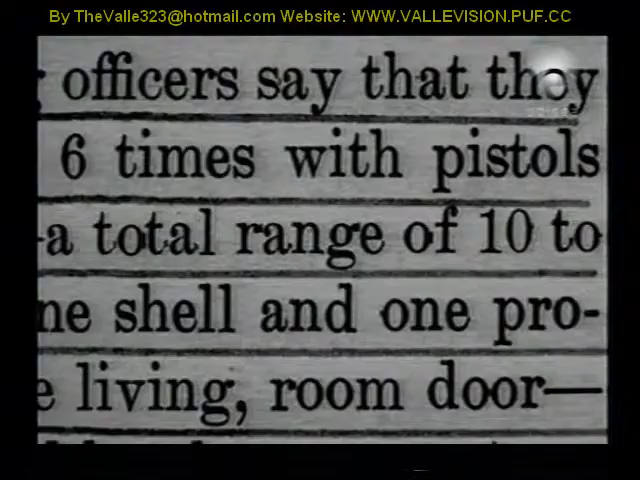 By TheValle323@hotmail.com Website: WWW.VALLEVISION.PUF.CC
officers say that they
6 times with pistols
-a total range of 10 to
ne shell and one pro-
e living, room door—